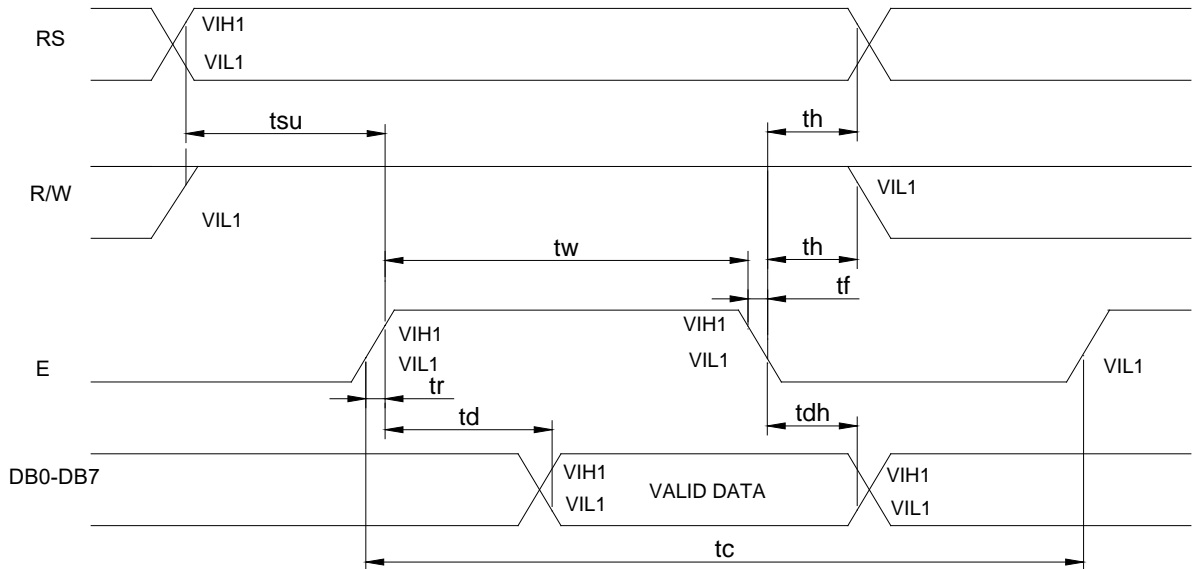 RS
VIH1
VIL1
tsu
th
R/W
VIL1
VIL1
tw
th
tf
E
VIH1
VIL1
VIH1
VIL1
VIL1
tr
td
tdh
DB0-DB7
VIH1
VIL1
VALID DATA
VIH1
VIL1
tc